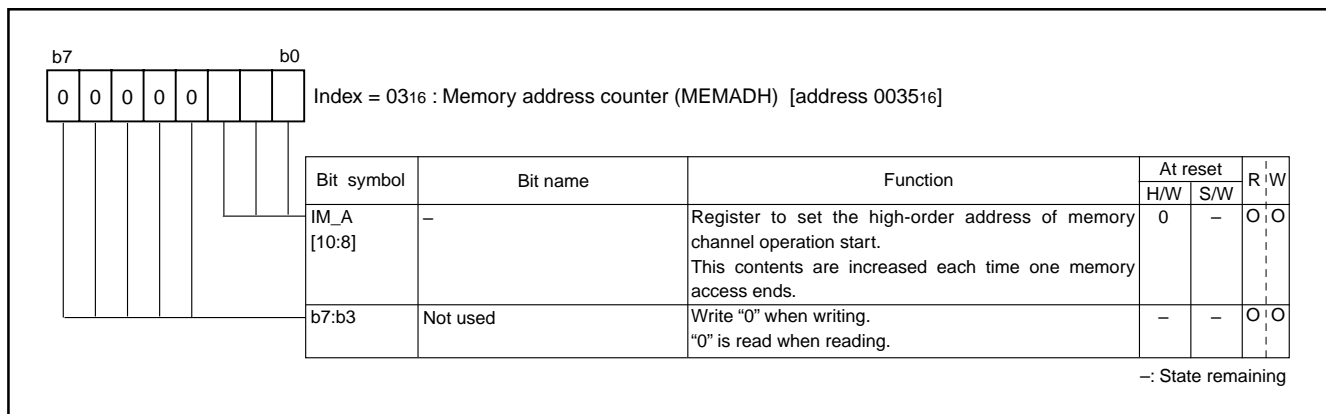 b7 b0
0 0 0 0 0 Index = 0316 : Memory address counter (MEMADH) [address 003516]
Bit symbol Bit name Function At reset R W
H/W S/W
IM_A – Register to set the high-order address of memory 0 – O O
[10:8] channel operation start.
This contents are increased each time one memory
access ends.
b7:b3 Not used Write “0” when writing. – – O O
“0” is read when reading.
–: State remaining